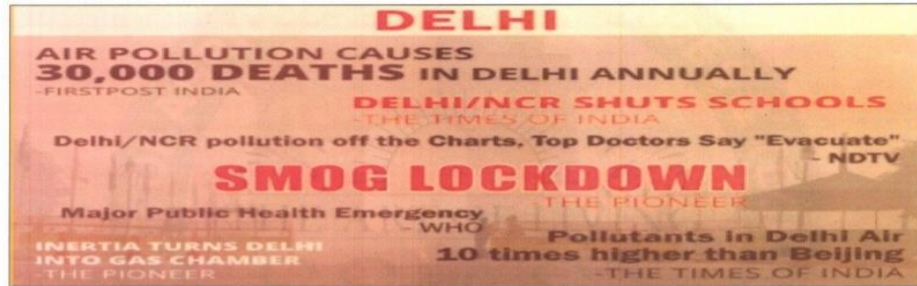 DELHI
AIR POLLUTION CAUSES
30,000 DEATHS IN DELHI ANNUALLY
-FIRSTPOST INDIA
DELHI/NCR SHUTS SCHOOLS
-THE TIMES OF INDIA
Delhi/NCR pollution off the Charts, Top Doctors Say "Evacuate"
- NDTV
SMOG LOCKDOWN
THE PIONEER
Major Public Health Emergency
- WHO
INERTIA TURNS DELHI
INTO GAS CHAMBER
-THE PIONEER
Pollutants in Delhi Air
10 times higher than Beijing
-THE TIMES OF INDIA